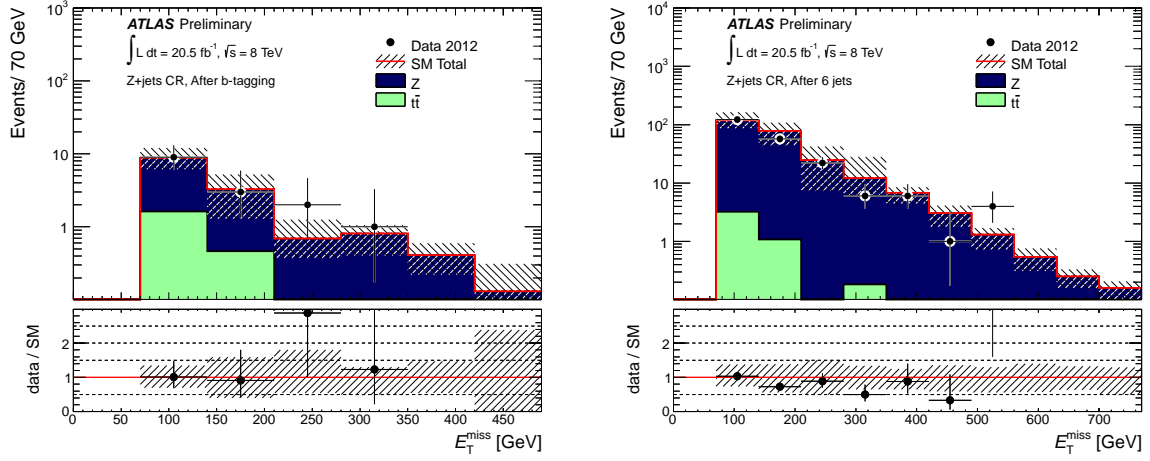 ATLAS Preliminary
∫ L dt = 20.5 fb⁻¹, √s = 8 TeV
Z+jets CR, After b-tagging
Data 2012
SM Total
Z
tt̄
Events/ 70 GeV
10³
10²
10
1
data / SM
2
1
0
0 50 100 150 200 250 300 350 400 450
E_T^miss [GeV]
ATLAS Preliminary
∫ L dt = 20.5 fb⁻¹, √s = 8 TeV
Z+jets CR, After 6 jets
Data 2012
SM Total
Z
tt̄
Events/ 70 GeV
10⁴
10³
10²
10
1
data / SM
2
1
0
0 100 200 300 400 500 600 700
E_T^miss [GeV]